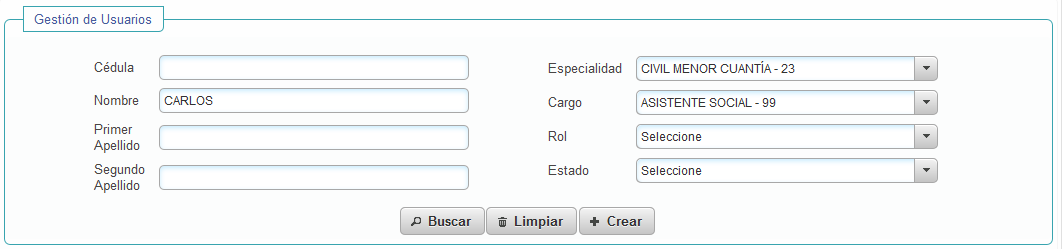 Gestión de Usuarios
Cédula
Especialidad CIVIL MENOR CUANTÍA - 23
Nombre CARLOS
Cargo ASISTENTE SOCIAL - 99
Primer
Apellido
Rol Seleccione
Segundo
Apellido
Estado Seleccione
Buscar Limpiar Crear